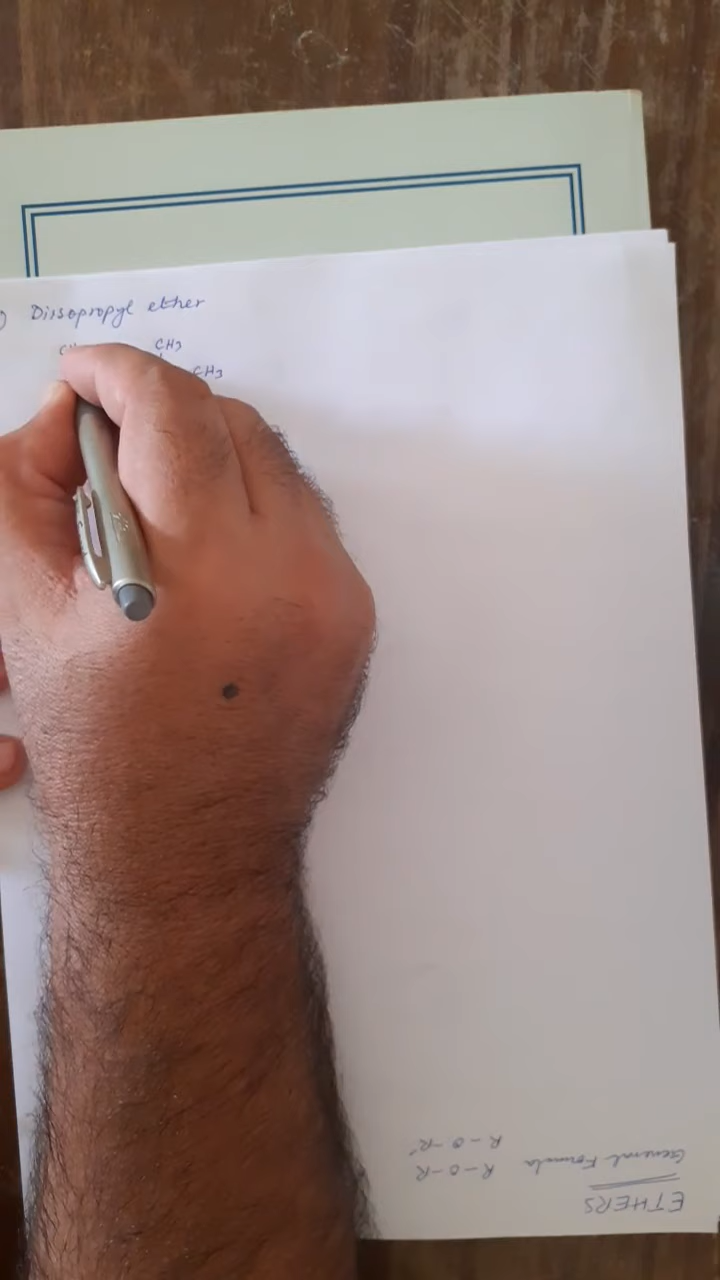 ) Diisopropyl ether
CH3
CH3
ETHERS
General Formula R-O-R
R-O-R'